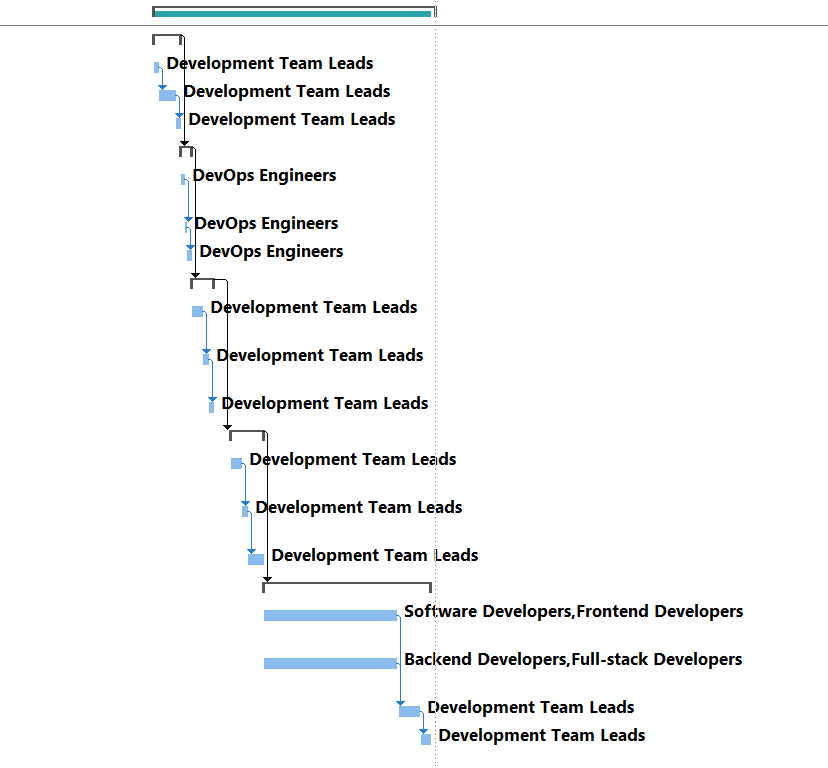 Development Team Leads
Development Team Leads
Development Team Leads
DevOps Engineers
DevOps Engineers
DevOps Engineers
Development Team Leads
Development Team Leads
Development Team Leads
Development Team Leads
Development Team Leads
Development Team Leads
Software Developers,Frontend Developers
Backend Developers,Full-stack Developers
Development Team Leads
Development Team Leads